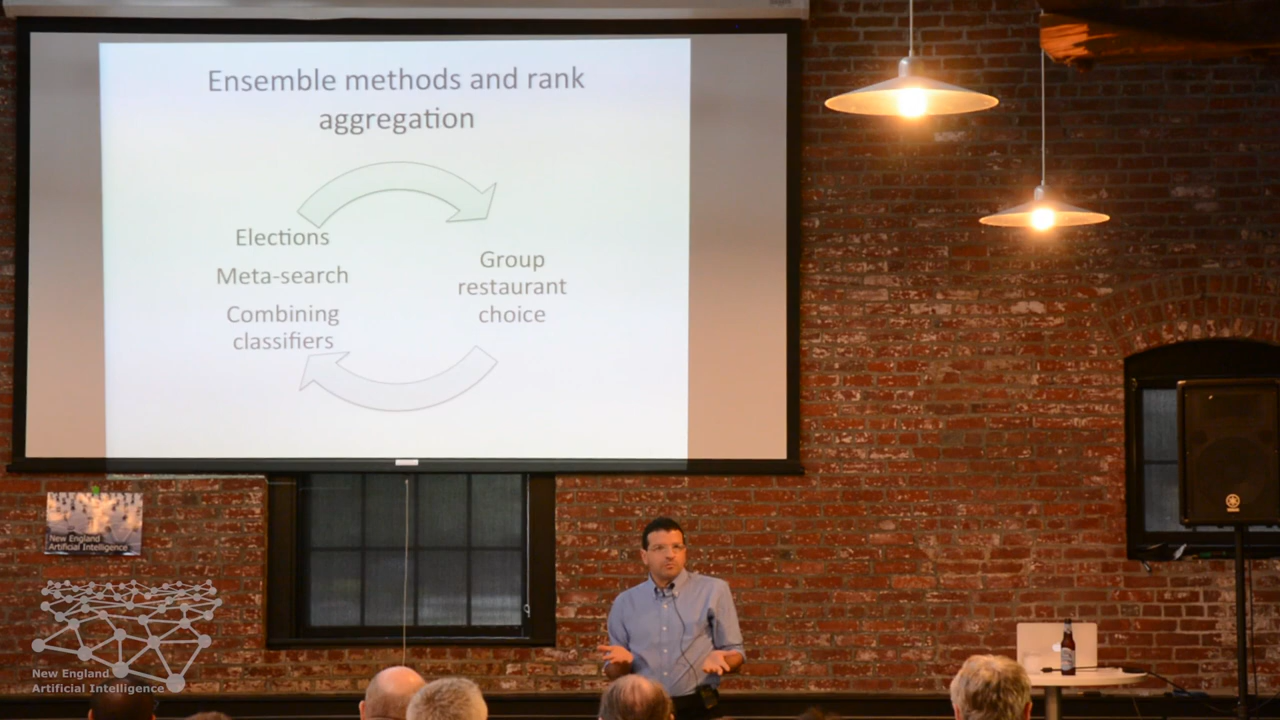 Ensemble methods and rank
aggregation
Elections
Meta-search
Combining
classifiers
Group
restaurant
choice
New England
Artificial Intelligence
New England
Artificial Intelligence